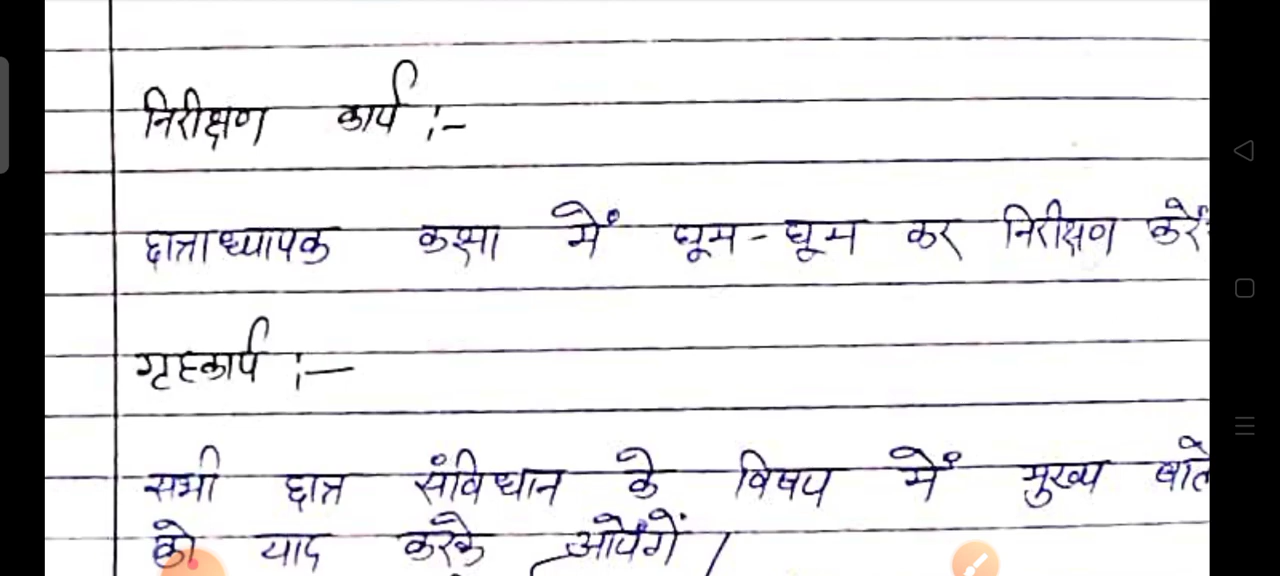 निरीक्षण कार्य :-
छात्राध्यापक कक्षा में घूम-घूम कर निरीक्षण करें
गृहकार्य :-
सभी छात्र संविधान के विषय में मुख्य बाते
को याद करके आयेगें /